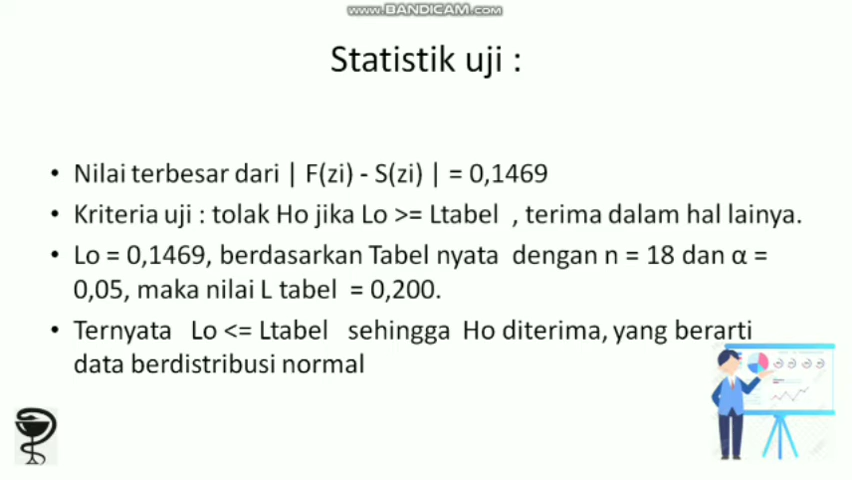 www.BANDICAM.com
Statistik uji :
• Nilai terbesar dari | F(zi) - S(zi) | = 0,1469
• Kriteria uji : tolak Ho jika Lo >= Ltabel , terima dalam hal lainya.
• Lo = 0,1469, berdasarkan Tabel nyata dengan n = 18 dan α =
0,05, maka nilai L tabel = 0,200.
• Ternyata Lo <= Ltabel sehingga Ho diterima, yang berarti
data berdistribusi normal